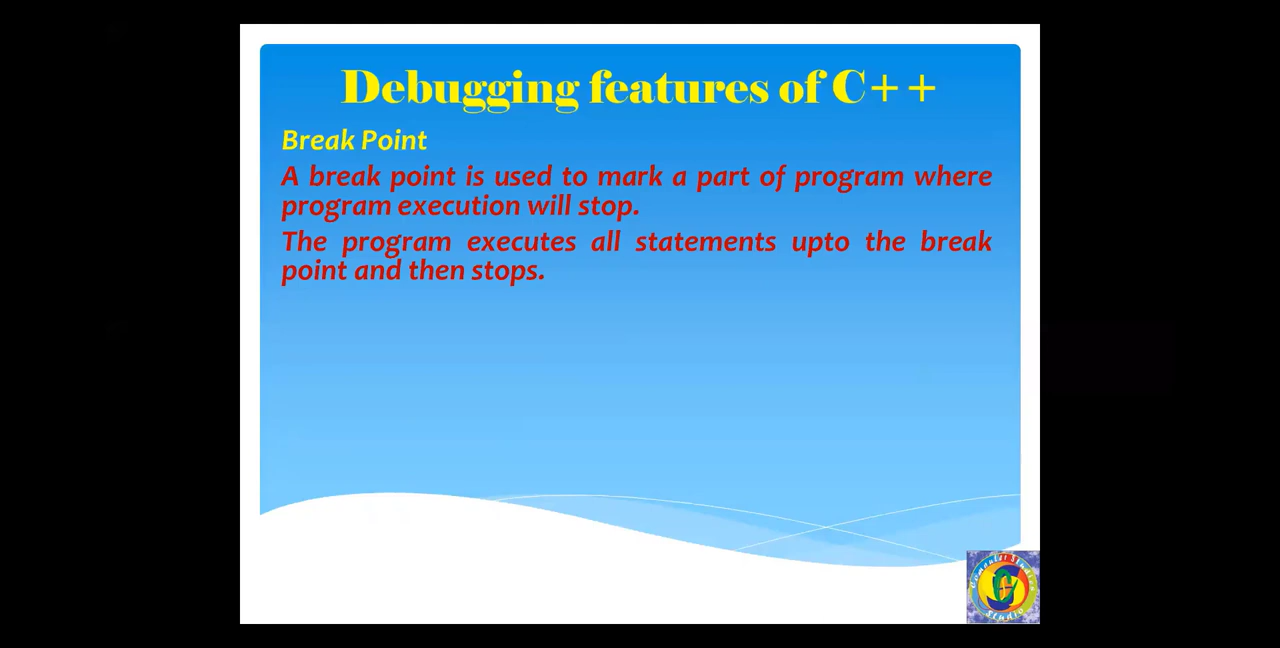 Debugging features of C++
Break Point
A break point is used to mark a part of program where
program execution will stop.
The program executes all statements upto the break
point and then stops.
Studio